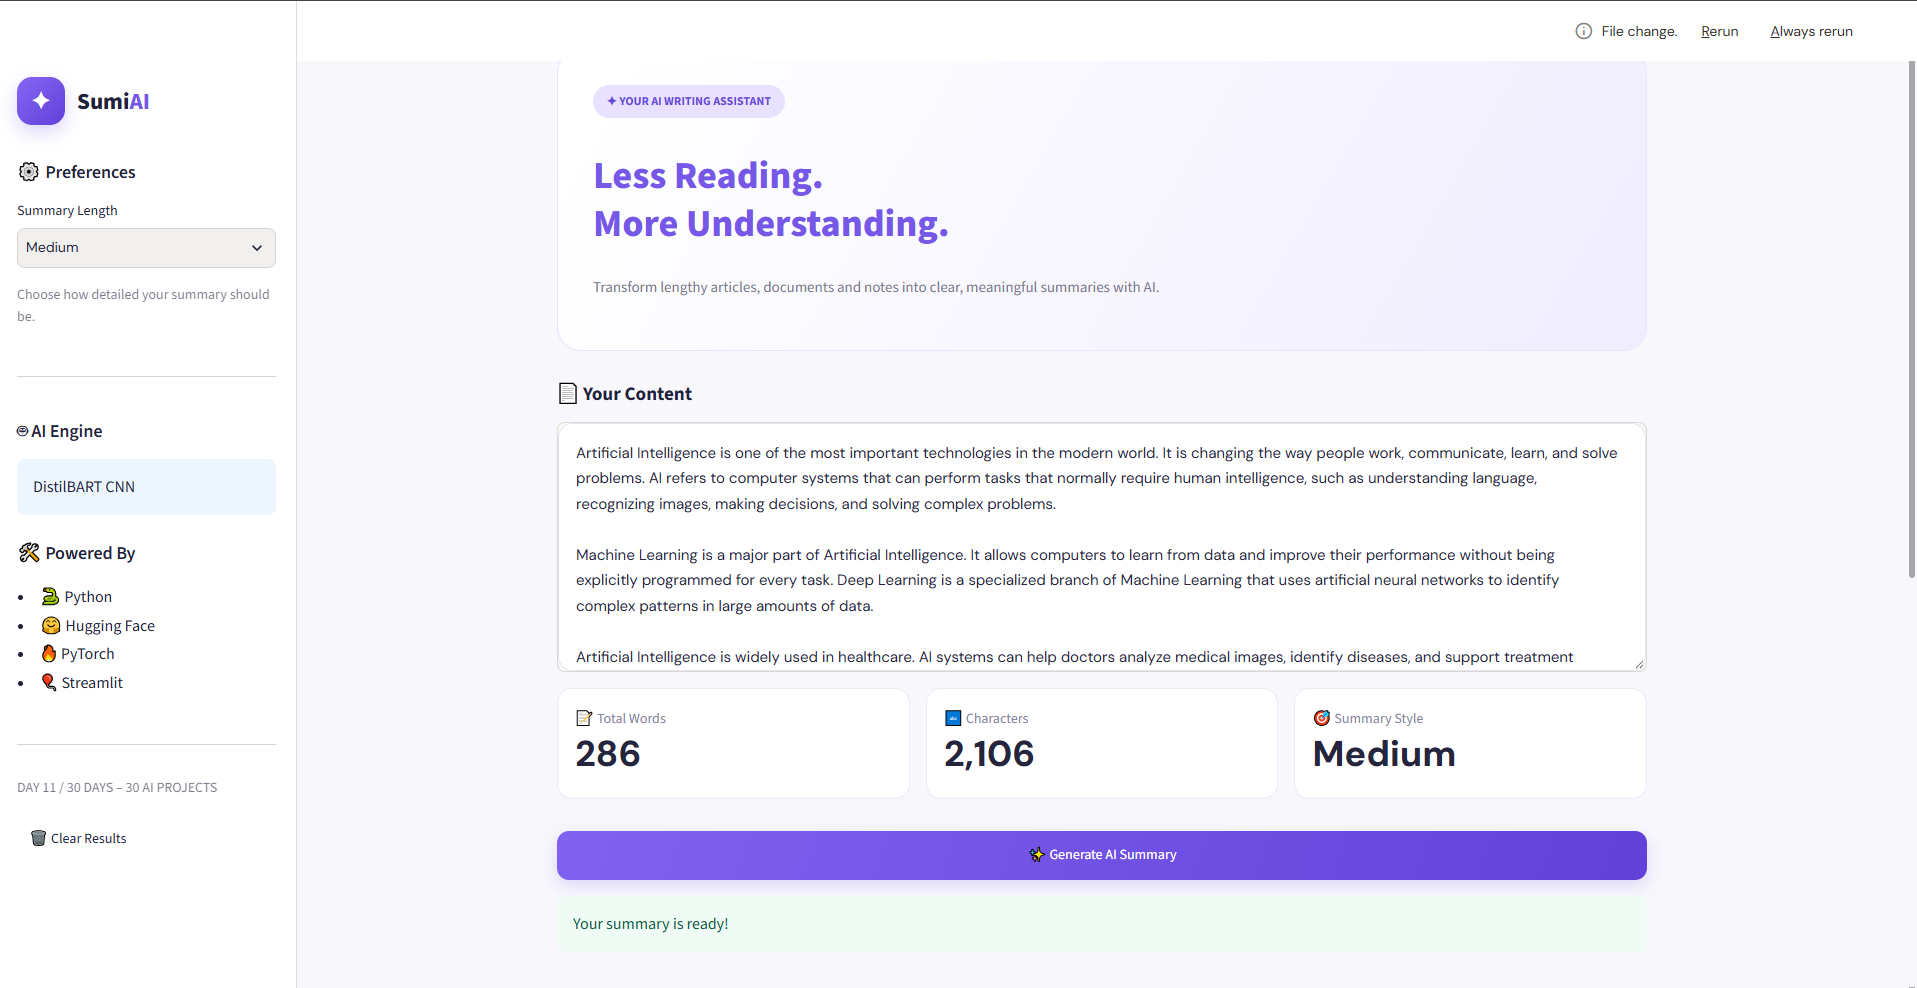 File change. Rerun Always rerun
SumiAI
Preferences
Summary Length
Medium
Choose how detailed your summary should
be.
AI Engine
DistilBART CNN
Powered By
Python
Hugging Face
PyTorch
Streamlit
DAY 11 / 30 DAYS – 30 AI PROJECTS
Clear Results
YOUR AI WRITING ASSISTANT
Less Reading.
More Understanding.
Transform lengthy articles, documents and notes into clear, meaningful summaries with AI.
Your Content
Artificial Intelligence is one of the most important technologies in the modern world. It is changing the way people work, communicate, learn, and solve
problems. AI refers to computer systems that can perform tasks that normally require human intelligence, such as understanding language,
recognizing images, making decisions, and solving complex problems.
Machine Learning is a major part of Artificial Intelligence. It allows computers to learn from data and improve their performance without being
explicitly programmed for every task. Deep Learning is a specialized branch of Machine Learning that uses artificial neural networks to identify
complex patterns in large amounts of data.
Artificial Intelligence is widely used in healthcare. AI systems can help doctors analyze medical images, identify diseases, and support treatment
Total Words
286
Characters
2,106
Summary Style
Medium
Generate AI Summary
Your summary is ready!